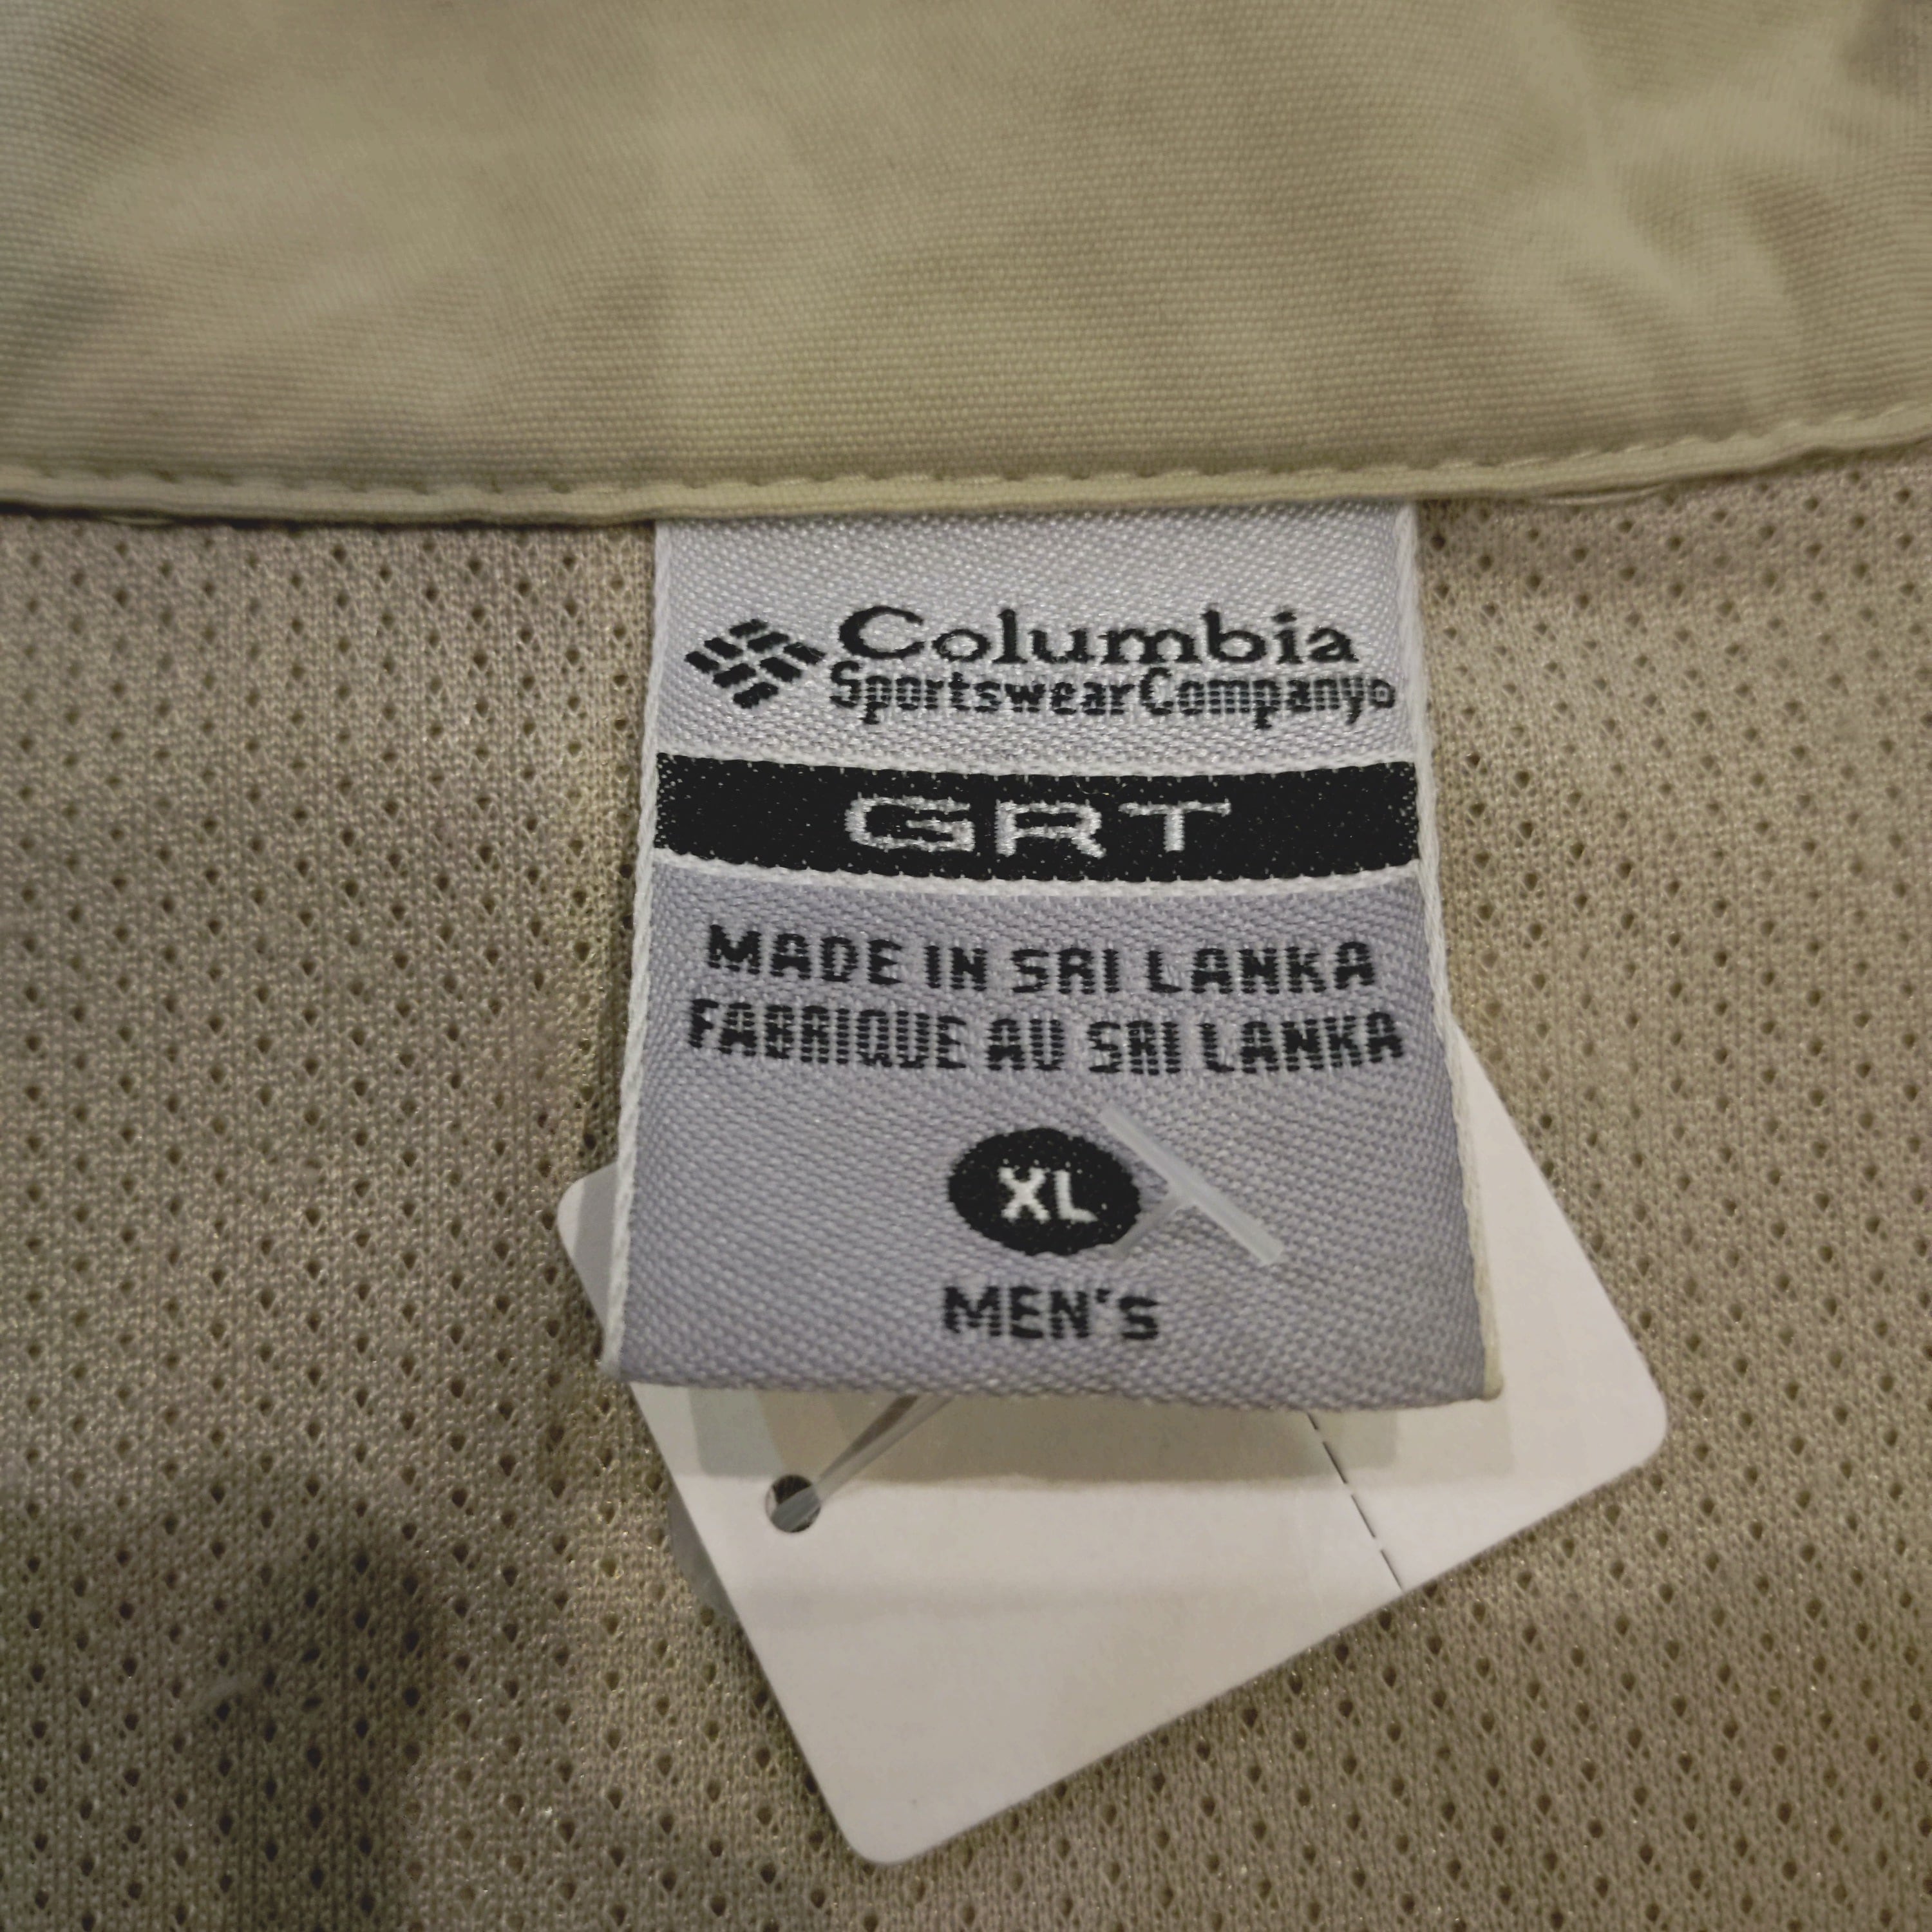 Columbia
Sportswear Company®
GRT
MADE IN SRI LANKA
FABRIQUE AU SRI LANKA
XL
MEN'S